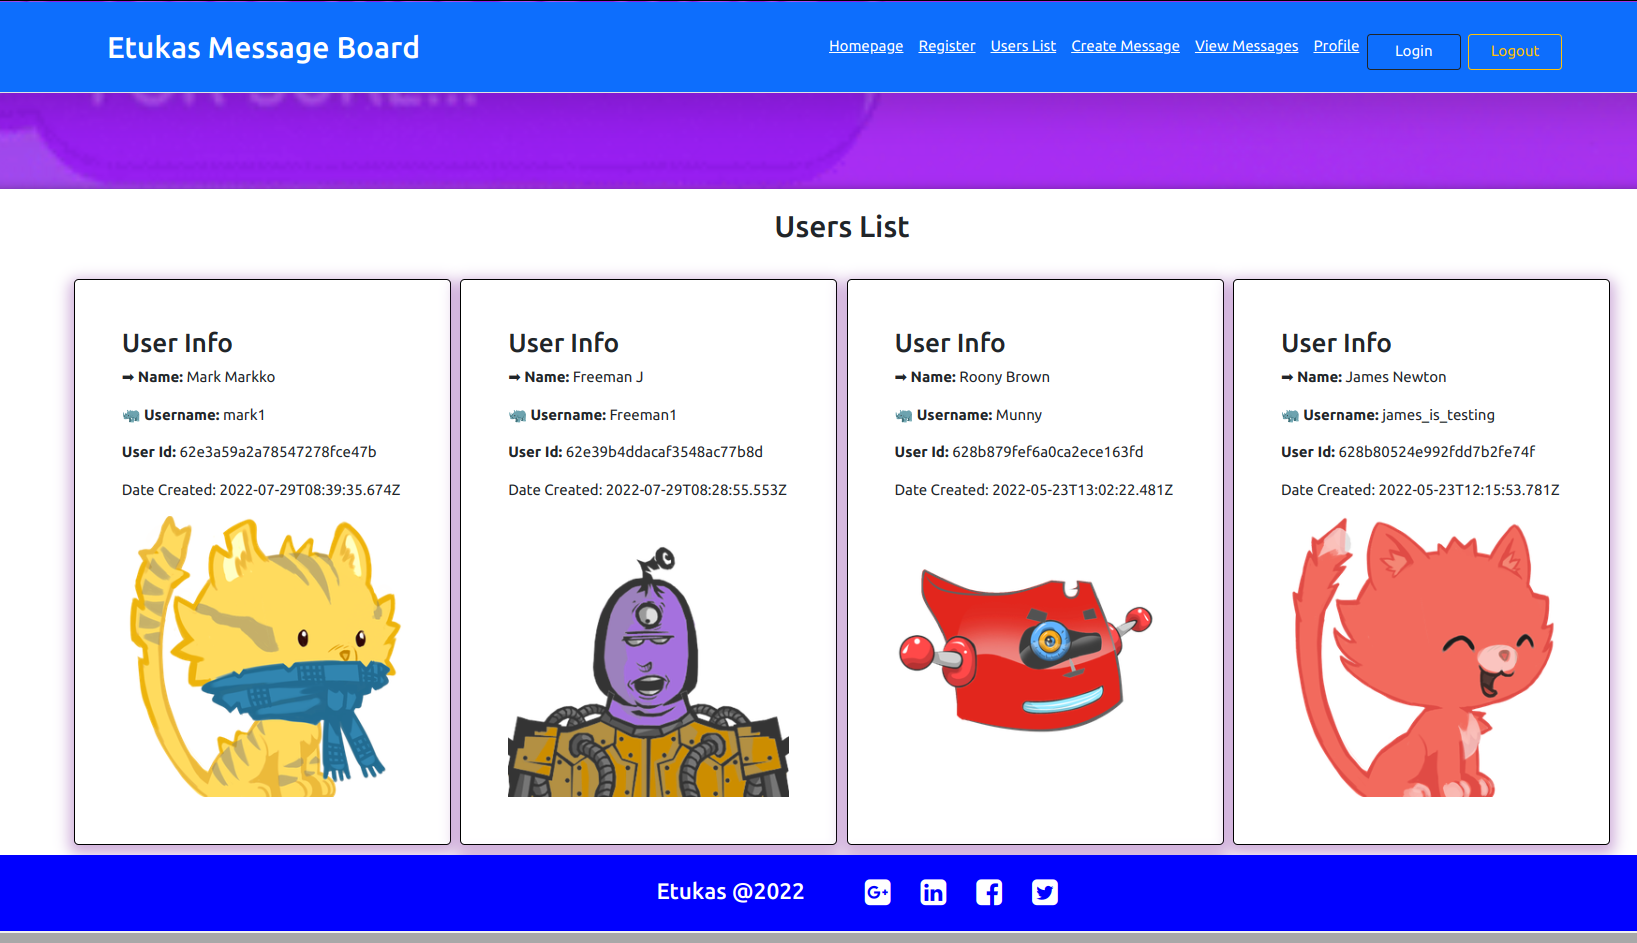 Etukas Message Board
Homepage Register Users List Create Message View Messages Profile Login Logout
Users List
User Info
➡ Name: Mark Markko
🦏 Username: mark1
User Id: 62e3a59a2a78547278fce47b
Date Created: 2022-07-29T08:39:35.674Z
User Info
➡ Name: Freeman J
🦏 Username: Freeman1
User Id: 62e39b4ddacaf3548ac77b8d
Date Created: 2022-07-29T08:28:55.553Z
User Info
➡ Name: Roony Brown
🦏 Username: Munny
User Id: 628b879fef6a0ca2ece163fd
Date Created: 2022-05-23T13:02:22.481Z
User Info
➡ Name: James Newton
🦏 Username: james_is_testing
User Id: 628b80524e992fdd7b2fe74f
Date Created: 2022-05-23T12:15:53.781Z
Etukas @2022